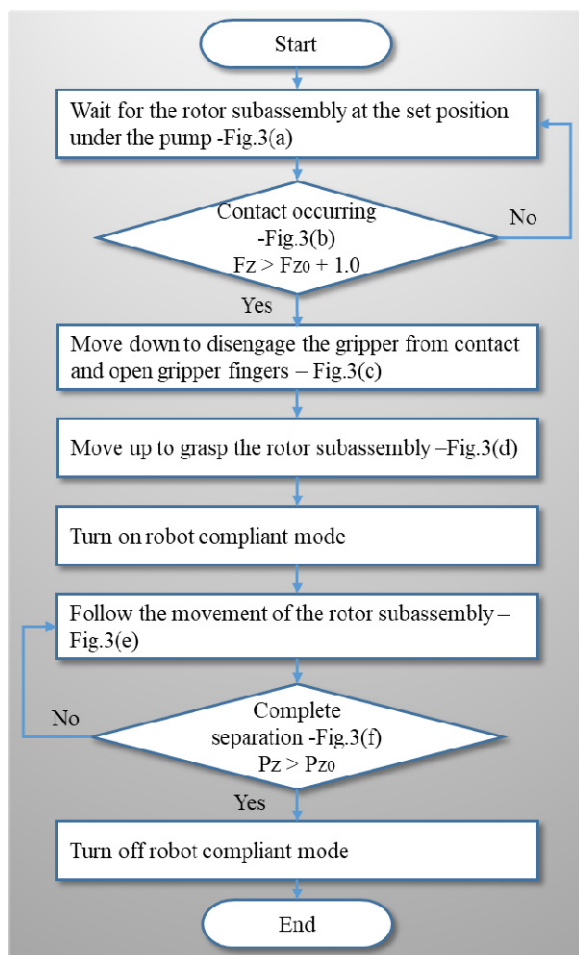 Start
Wait for the rotor subassembly at the set position
under the pump -Fig.3(a)
Contact occurring
-Fig.3(b)
Fz > Fz₀ + 1.0
No
Yes
Move down to disengage the gripper from contact
and open gripper fingers – Fig.3(c)
Move up to grasp the rotor subassembly –Fig.3(d)
Turn on robot compliant mode
Follow the movement of the rotor subassembly –
Fig.3(e)
No
Complete
separation -Fig.3(f)
Pz > Pz₀
Yes
Turn off robot compliant mode
End